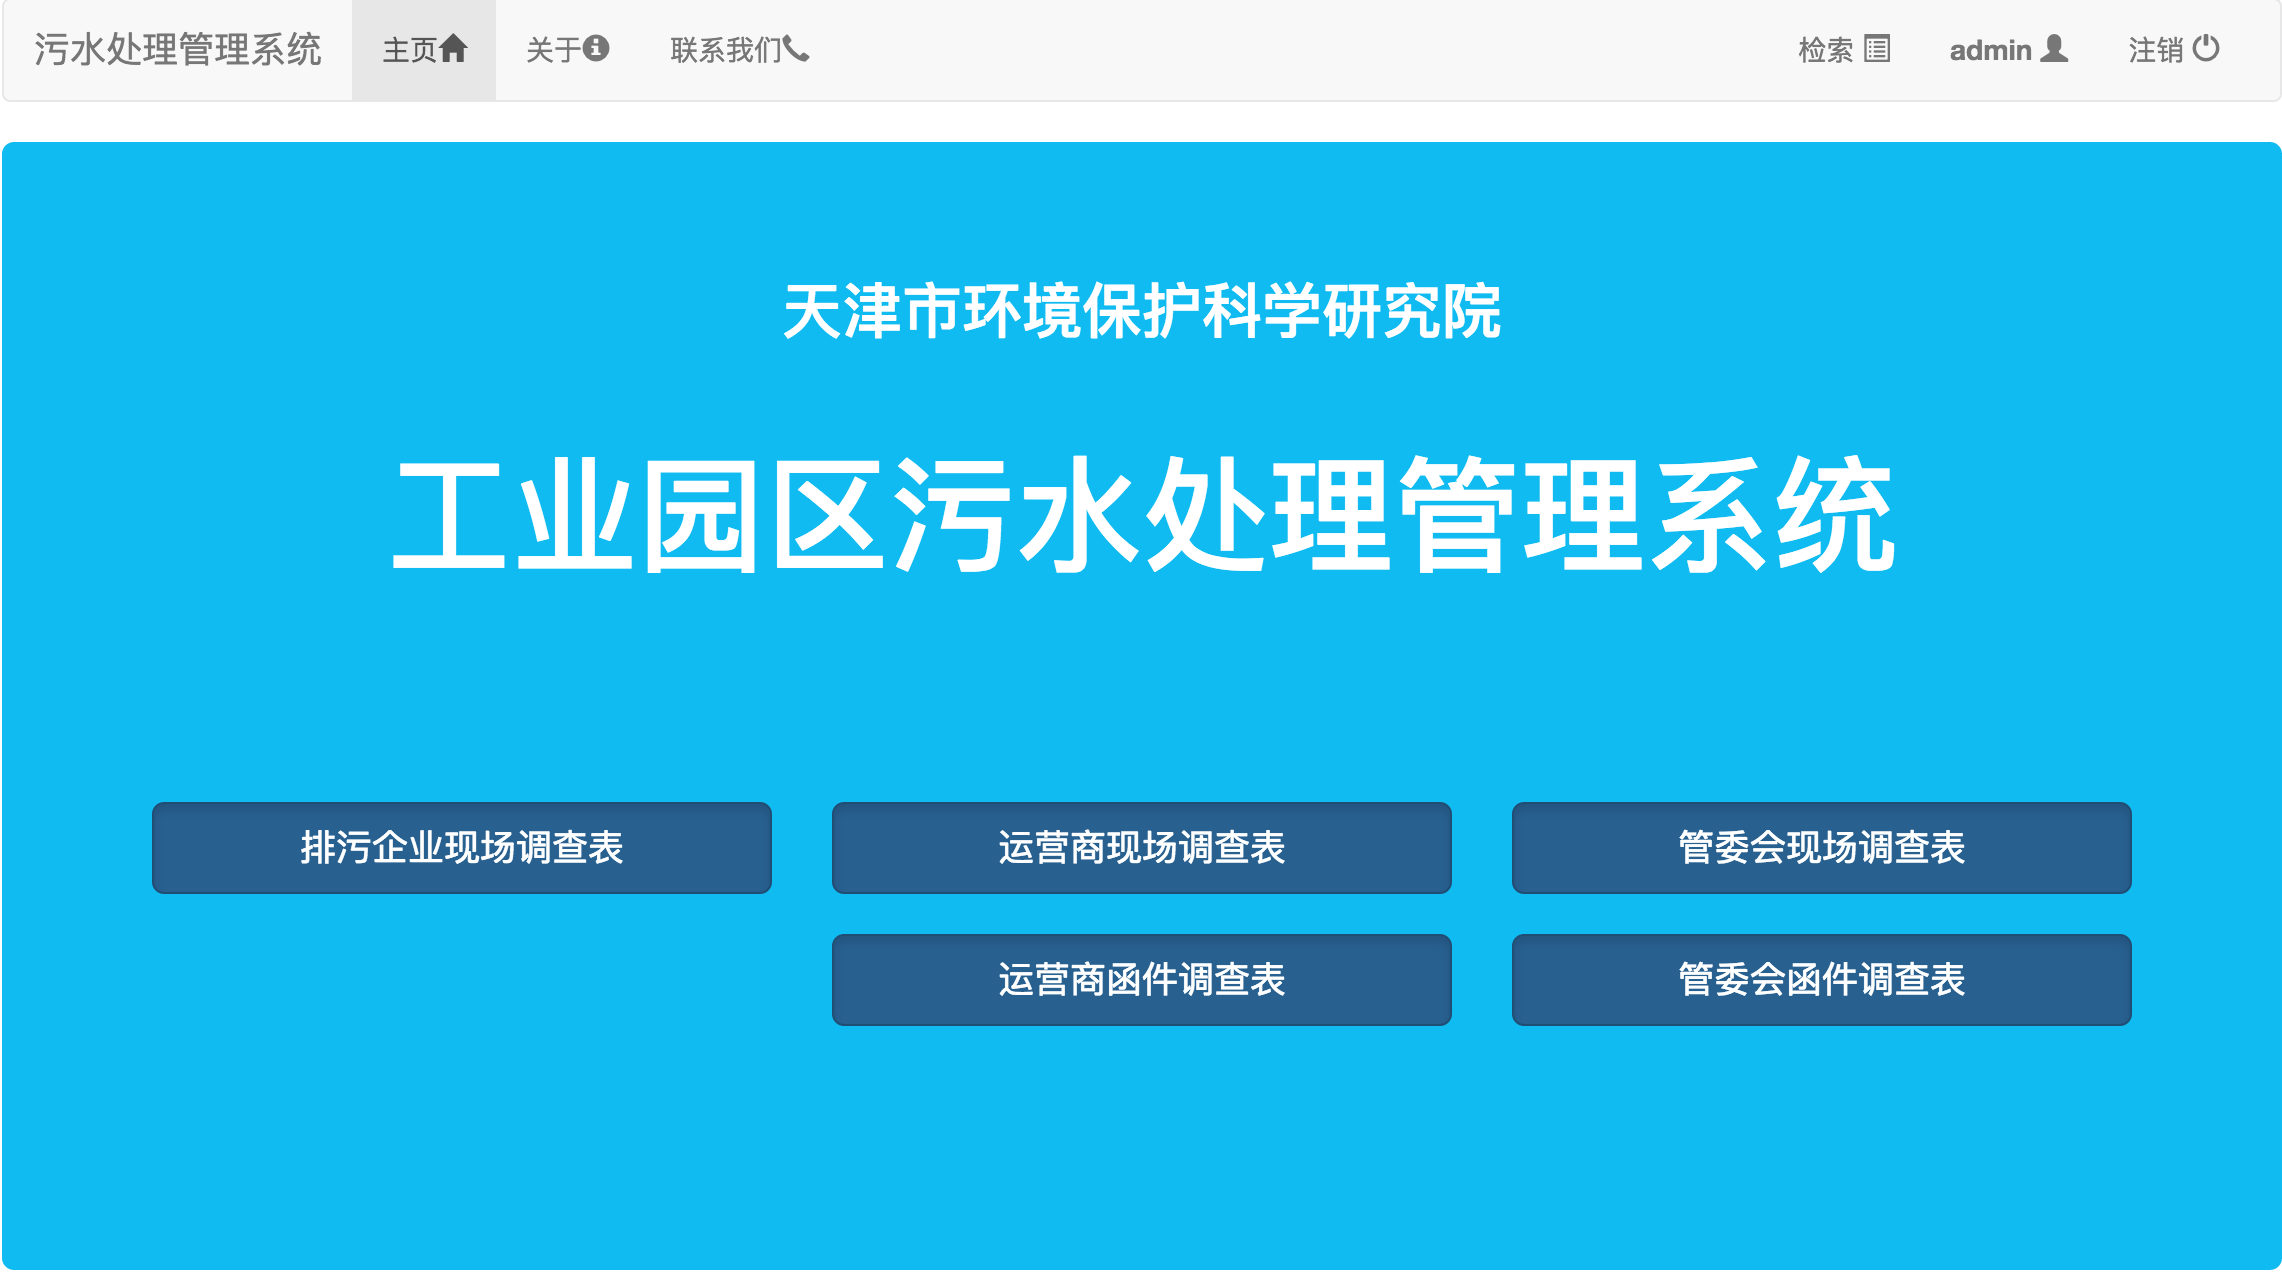 污水处理管理系统 主页 关于 联系我们 检索 admin 注销
天津市环境保护科学研究院
工业园区污水处理管理系统
排污企业现场调查表 运营商现场调查表 管委会现场调查表
运营商函件调查表 管委会函件调查表